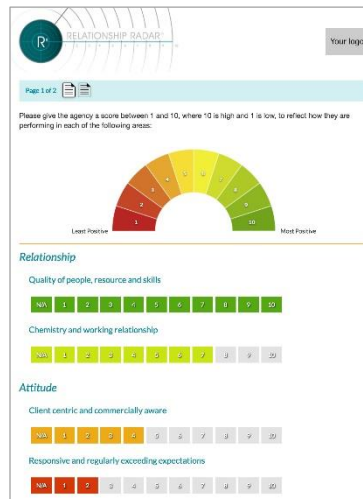 R
RELATIONSHIP RADAR
Your logo
Page 1 of 2
Please give the agency a score between 1 and 10, where 10 is high and 1 is low, to reflect how they are
performing in each of the following areas:
1 2 3 4 5 6 7 8 9 10
Least Positive Most Positive
Relationship
Quality of people, resource and skills
N/A 1 2 3 4 5 6 7 8 9 10
Chemistry and working relationship
N/A 1 2 3 4 5 6 7 8 9 10
Attitude
Client centric and commercially aware
N/A 1 2 3 4 5 6 7 8 9 10
Responsive and regularly exceeding expectations
N/A 1 2 3 4 5 6 7 8 9 10